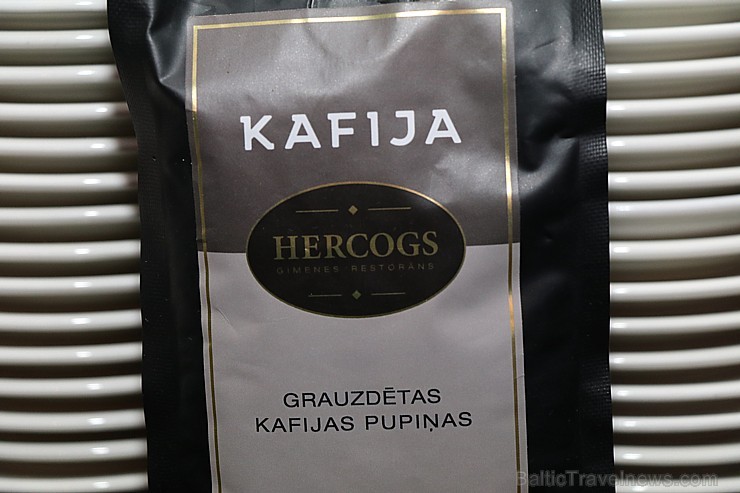 KAFIJA
HERCOGS
ĢIMENES RESTORĀNS
GRAUZDĒTAS
KAFIJAS PUPIŅAS
BalticTravelnews.com